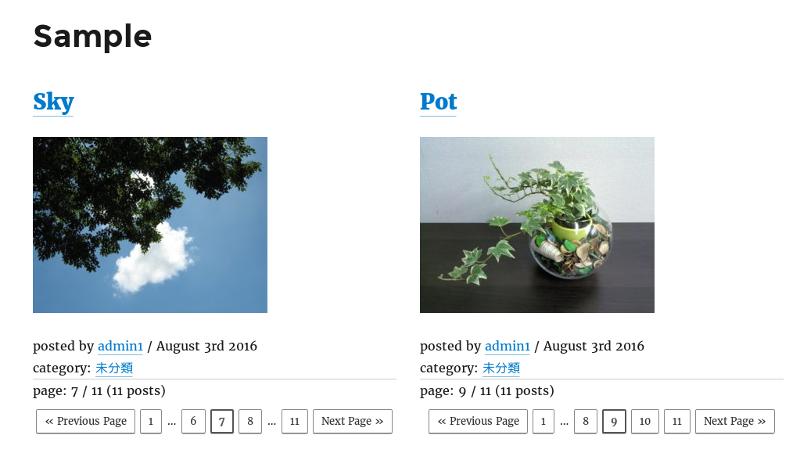 Sample
Sky
posted by admin1 / August 3rd 2016
category: 未分類
page: 7 / 11 (11 posts)
« Previous Page 1 ... 6 7 8 ... 11 Next Page »
Pot
posted by admin1 / August 3rd 2016
category: 未分類
page: 9 / 11 (11 posts)
« Previous Page 1 ... 8 9 10 11 Next Page »